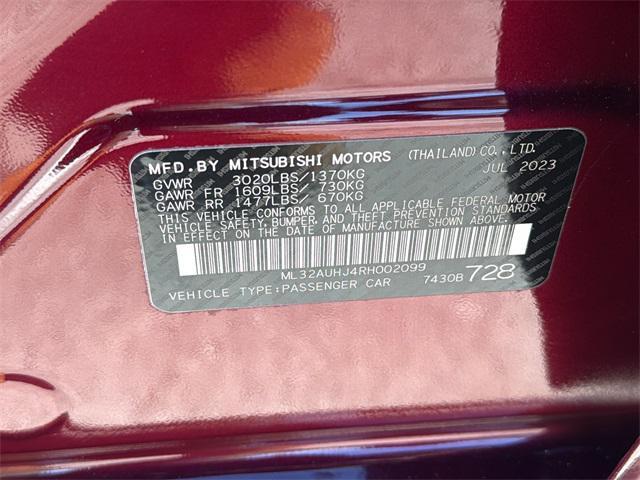 MFD.BY MITSUBISHI MOTORS (THAILAND)CO.,LTD.
GVWR 3020LBS/1370KG JUL 2023
GAWR FR 1609LBS/ 730KG
GAWR RR 1477LBS/ 670KG
THIS VEHICLE CONFORMS TO ALL APPLICABLE FEDERAL MOTOR
VEHICLE SAFETY, BUMPER, AND THEFT PREVENTION STANDARDS
IN EFFECT ON THE DATE OF MANUFACTURE SHOWN ABOVE.
ML32AUHJ4RH002099
VEHICLE TYPE:PASSENGER CAR 7430B 728